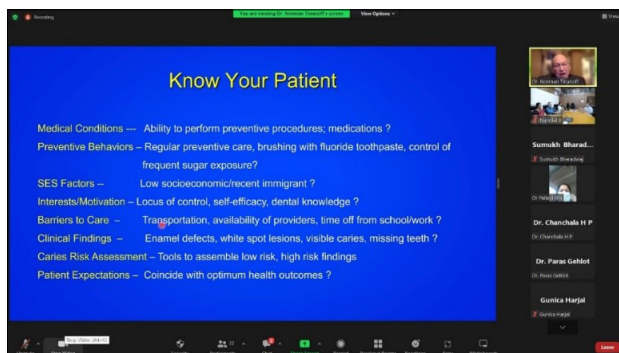 Recording
You are viewing Dr. Norman Tinanoff's screen
View Options
View
Know Your Patient
Medical Conditions --- Ability to perform preventive procedures; medications ?
Preventive Behaviors – Regular preventive care, brushing with fluoride toothpaste, control of
frequent sugar exposure?
SES Factors -- Low socioeconomic/recent immigrant ?
Interests/Motivation – Locus of control, self-efficacy, dental knowledge ?
Barriers to Care – Transportation, availability of providers, time off from school/work ?
Clinical Findings – Enamel defects, white spot lesions, visible caries, missing teeth ?
Caries Risk Assessment – Tools to assemble low risk, high risk findings
Patient Expectations – Coincide with optimum health outcomes ?
Dr. Norman Tinanoff
Sumukh Bharad...
Sumukh Bharadwaj
Dr. Chanchala H P
Dr. Chanchala H P
Dr. Paras Gehlot
Dr. Paras Gehlot
Gunica Harjai
Gunica Harjai
Stop Video (Alt+V)
Leave